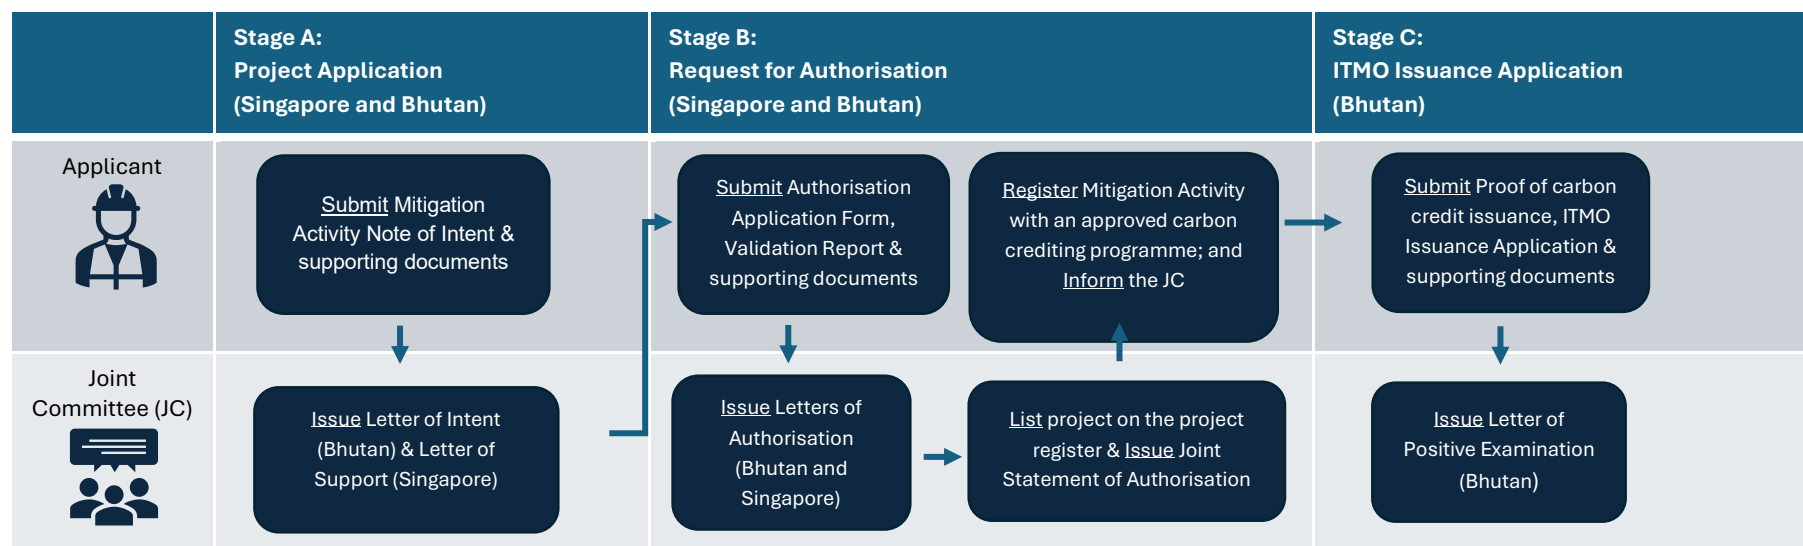 Stage A:
Project Application
(Singapore and Bhutan)
Stage B:
Request for Authorisation
(Singapore and Bhutan)
Stage C:
ITMO Issuance Application
(Bhutan)
Applicant
Submit Mitigation
Activity Note of Intent &
supporting documents
Submit Authorisation
Application Form,
Validation Report &
supporting documents
Register Mitigation Activity
with an approved carbon
crediting programme; and
Inform the JC
Submit Proof of carbon
credit issuance, ITMO
Issuance Application &
supporting documents
Joint
Committee (JC)
Issue Letter of Intent
(Bhutan) & Letter of
Support (Singapore)
Issue Letters of
Authorisation
(Bhutan and
Singapore)
List project on the project
register & Issue Joint
Statement of Authorisation
Issue Letter of
Positive Examination
(Bhutan)